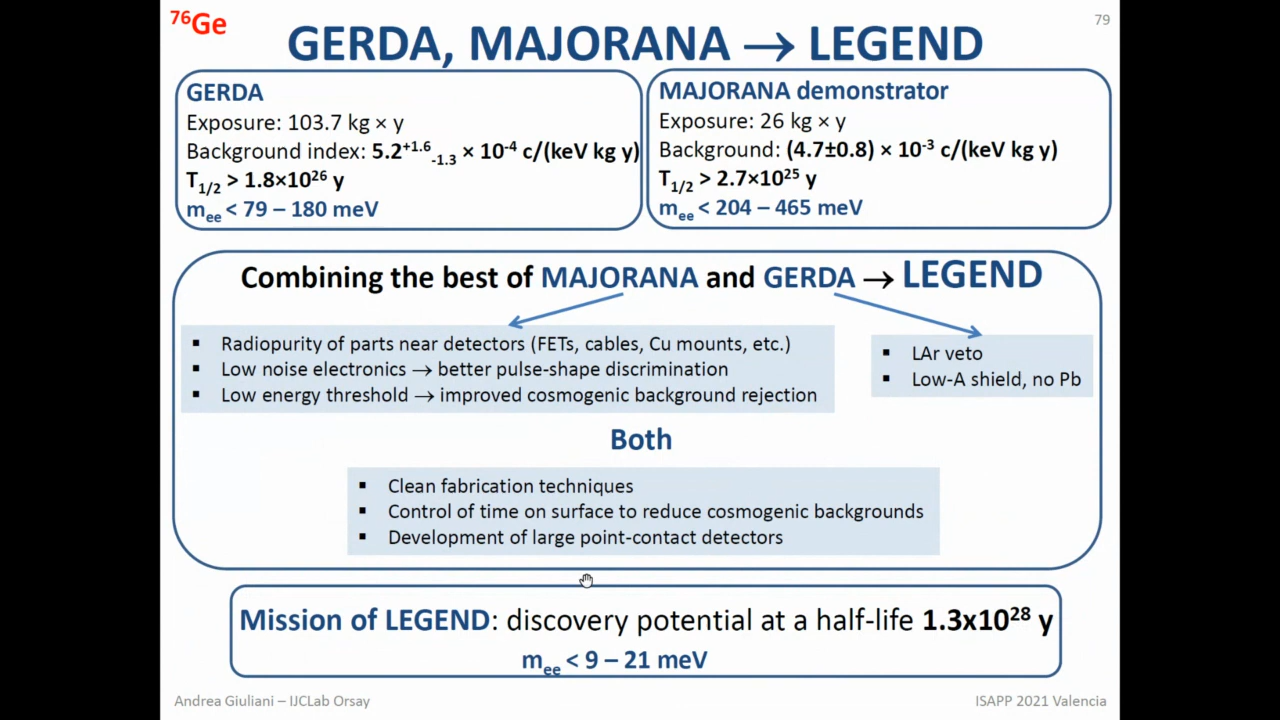 ⁷⁶Ge
79
GERDA, MAJORANA → LEGEND
GERDA
Exposure: 103.7 kg × y
Background index: 5.2⁺¹·⁶₋₁.₃ × 10⁻⁴ c/(keV kg y)
T₁/₂ > 1.8×10²⁶ y
mₑₑ < 79 – 180 meV
MAJORANA demonstrator
Exposure: 26 kg × y
Background: (4.7±0.8) × 10⁻³ c/(keV kg y)
T₁/₂ > 2.7×10²⁵ y
mₑₑ < 204 – 465 meV
Combining the best of MAJORANA and GERDA → LEGEND
▪ Radiopurity of parts near detectors (FETs, cables, Cu mounts, etc.)
▪ Low noise electronics → better pulse-shape discrimination
▪ Low energy threshold → improved cosmogenic background rejection
▪ LAr veto
▪ Low-A shield, no Pb
Both
▪ Clean fabrication techniques
▪ Control of time on surface to reduce cosmogenic backgrounds
▪ Development of large point-contact detectors
Mission of LEGEND: discovery potential at a half-life 1.3x10²⁸ y
mₑₑ < 9 – 21 meV
Andrea Giuliani – IJCLab Orsay
ISAPP 2021 Valencia